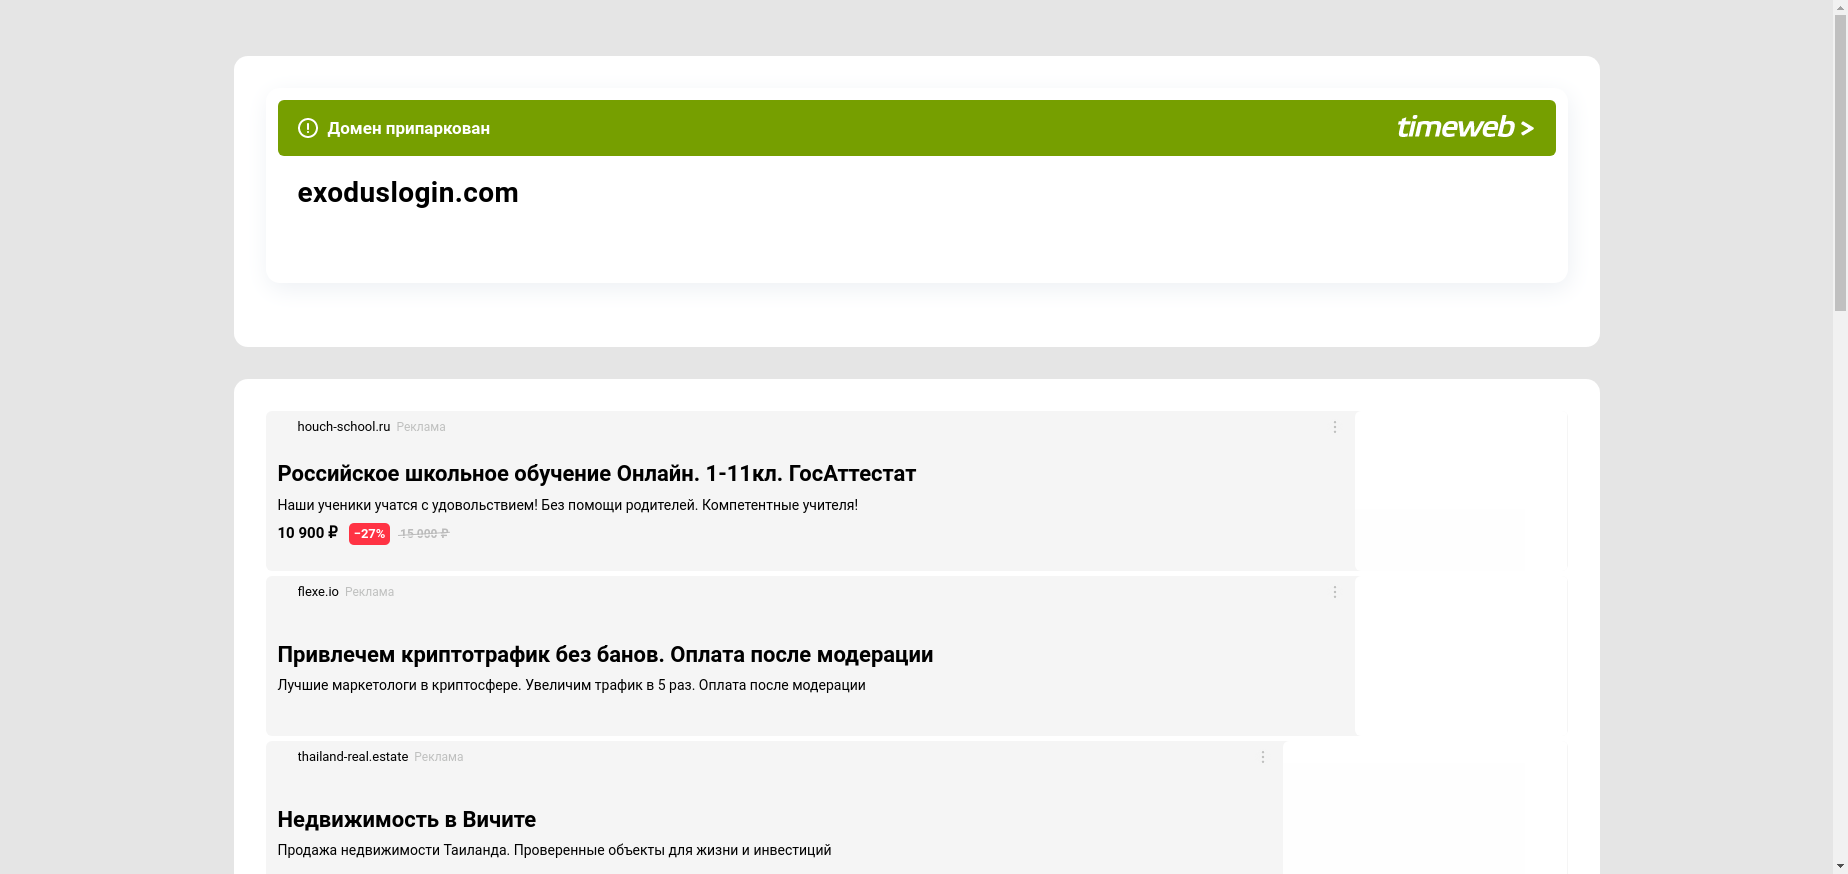 Домен припаркован
timeweb >
exoduslogin.com
houch-school.ru Реклама
Российское школьное обучение Онлайн. 1-11кл. ГосАттестат
Наши ученики учатся с удовольствием! Без помощи родителей. Компетентные учителя!
10 900 ₽ −27% 15 000 ₽
flexe.io Реклама
Привлечем криптотрафик без банов. Оплата после модерации
Лучшие маркетологи в криптосфере. Увеличим трафик в 5 раз. Оплата после модерации
thailand-real.estate Реклама
Недвижимость в Вичите
Продажа недвижимости Таиланда. Проверенные объекты для жизни и инвестиций